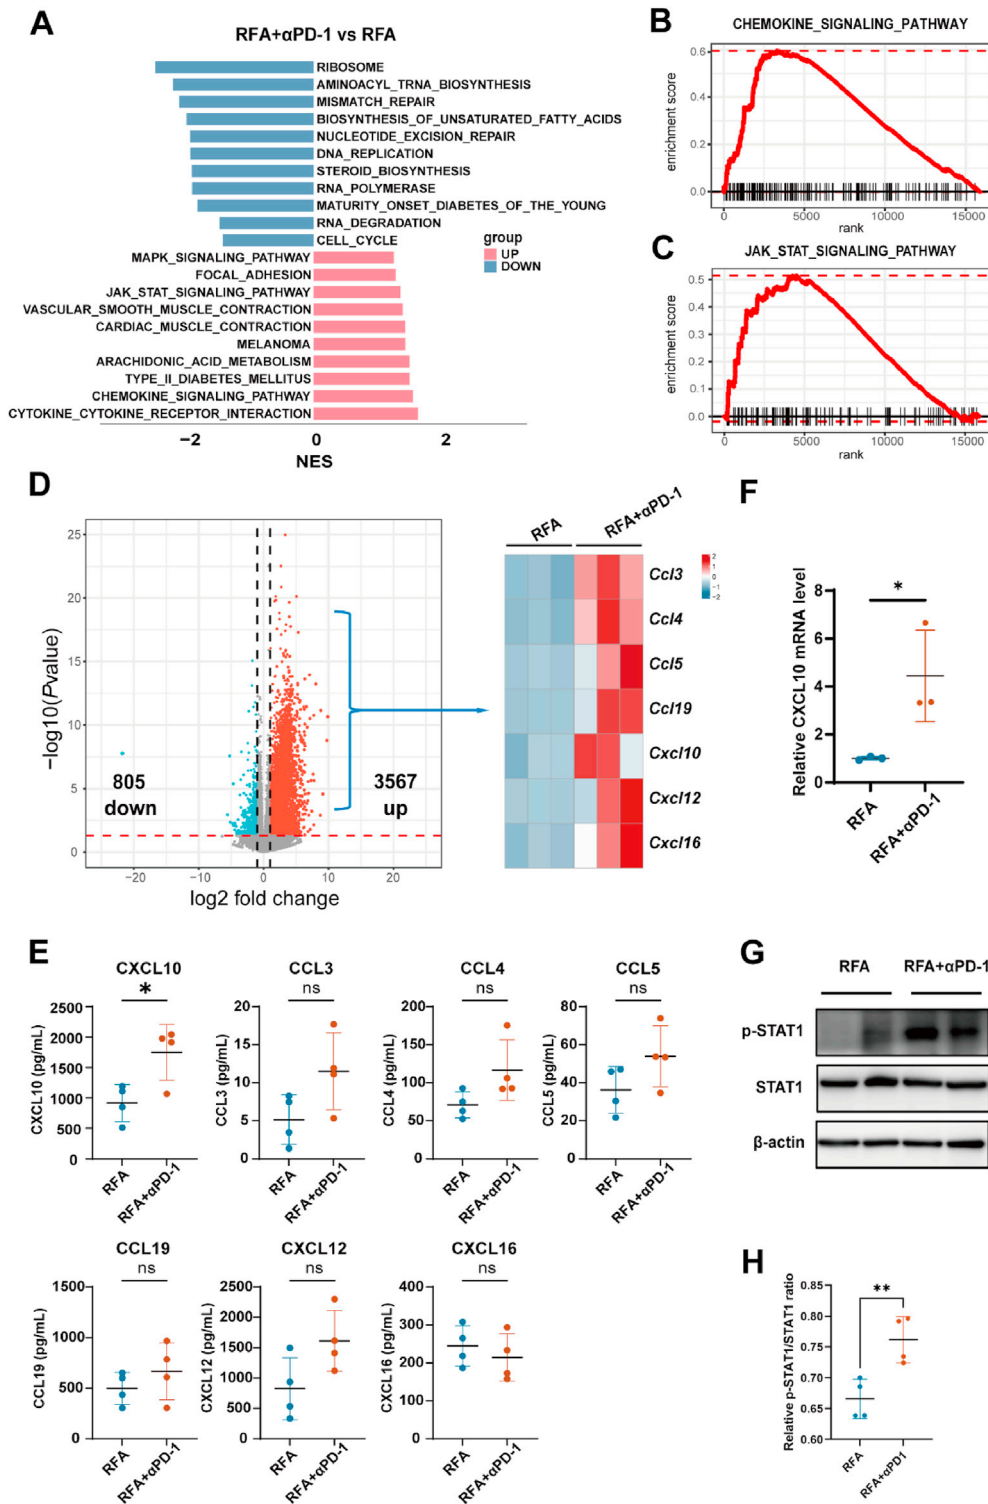 A
RFA+αPD-1 vs RFA
RIBOSOME
AMINOACYL_TRNA_BIOSYNTHESIS
MISMATCH_REPAIR
BIOSYNTHESIS_OF_UNSATURATED_FATTY_ACIDS
NUCLEOTIDE_EXCISION_REPAIR
DNA_REPLICATION
STEROID_BIOSYNTHESIS
RNA_POLYMERASE
MATURITY_ONSET_DIABETES_OF_THE_YOUNG
RNA_DEGRADATION
CELL_CYCLE
MAPK_SIGNALING_PATHWAY
FOCAL_ADHESION
JAK_STAT_SIGNALING_PATHWAY
VASCULAR_SMOOTH_MUSCLE_CONTRACTION
CARDIAC_MUSCLE_CONTRACTION
MELANOMA
ARACHIDONIC_ACID_METABOLISM
TYPE_II_DIABETES_MELLITUS
CHEMOKINE_SIGNALING_PATHWAY
CYTOKINE_CYTOKINE_RECEPTOR_INTERACTION
group
UP
DOWN
−2 0 2
NES
B
CHEMOKINE_SIGNALING_PATHWAY
enrichment score
0.6
0.4
0.2
0.0
0 5000 10000 15000
rank
C
JAK_STAT_SIGNALING_PATHWAY
enrichment score
0.5
0.4
0.3
0.2
0.1
0.0
0 5000 10000 15000
rank
D
−log10(Pvalue)
25
20
15
10
5
0
805
down
3567
up
−20 −10 0 10 20
log2 fold change
RFA
RFA+αPD-1
Ccl3
Ccl4
Ccl5
Ccl19
Cxcl10
Cxcl12
Cxcl16
2
1
0
−1
−2
F
Relative CXCL10 mRNA level
8
6
4
2
0
*
RFA
RFA+αPD-1
E
CXCL10
*
CXCL10 (pg/mL)
2500
2000
1500
1000
500
0
RFA
RFA+αPD-1
CCL3
ns
CCL3 (pg/mL)
20
15
10
5
0
RFA
RFA+αPD-1
CCL4
ns
CCL4 (pg/mL)
200
150
100
50
0
RFA
RFA+αPD-1
CCL5
ns
CCL5 (pg/mL)
80
60
40
20
0
RFA
RFA+αPD-1
G
RFA
RFA+αPD-1
p-STAT1
STAT1
β-actin
CCL19
ns
CCL19 (pg/mL)
1500
1000
500
0
RFA
RFA+αPD-1
CXCL12
ns
CXCL12 (pg/mL)
2500
2000
1500
1000
500
0
RFA
RFA+αPD-1
CXCL16
ns
CXCL16 (pg/mL)
400
300
200
100
0
RFA
RFA+αPD-1
H
Relative p-STAT1/STAT1 ratio
0.85
0.80
0.75
0.70
0.65
0.60
**
RFA
RFA+αPD1